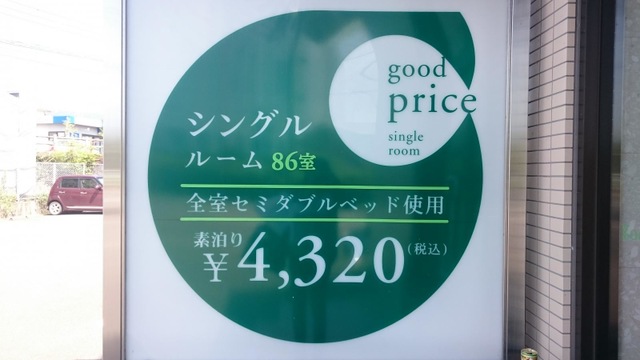 good
price
single
room
シングル
ルーム 86室
全室セミダブルベッド使用
素泊り
¥4,320(税込)